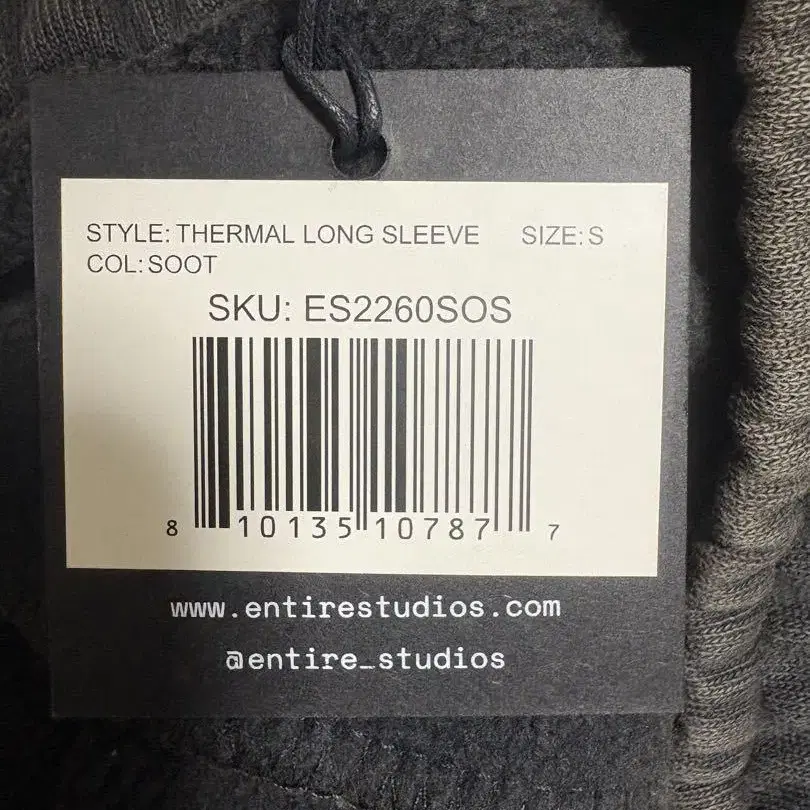 STYLE: THERMAL LONG SLEEVE SIZE: S
COL: SOOT
SKU: ES2260SOS
8 10135 10787 7
www.entirestudios.com
@entire_studios